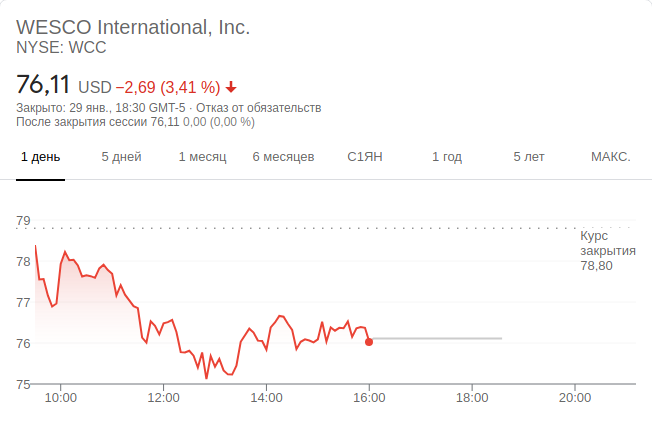 WESCO International, Inc.
NYSE: WCC
76,11 USD −2,69 (3,41 %)
Закрыто: 29 янв., 18:30 GMT-5 · Отказ от обязательств
После закрытия сессии 76,11 0,00 (0,00 %)
1 день 5 дней 1 месяц 6 месяцев С1ЯН 1 год 5 лет МАКС.
79
Курс
закрытия
78,80
78
77
76
75
10:00 12:00 14:00 16:00 18:00 20:00